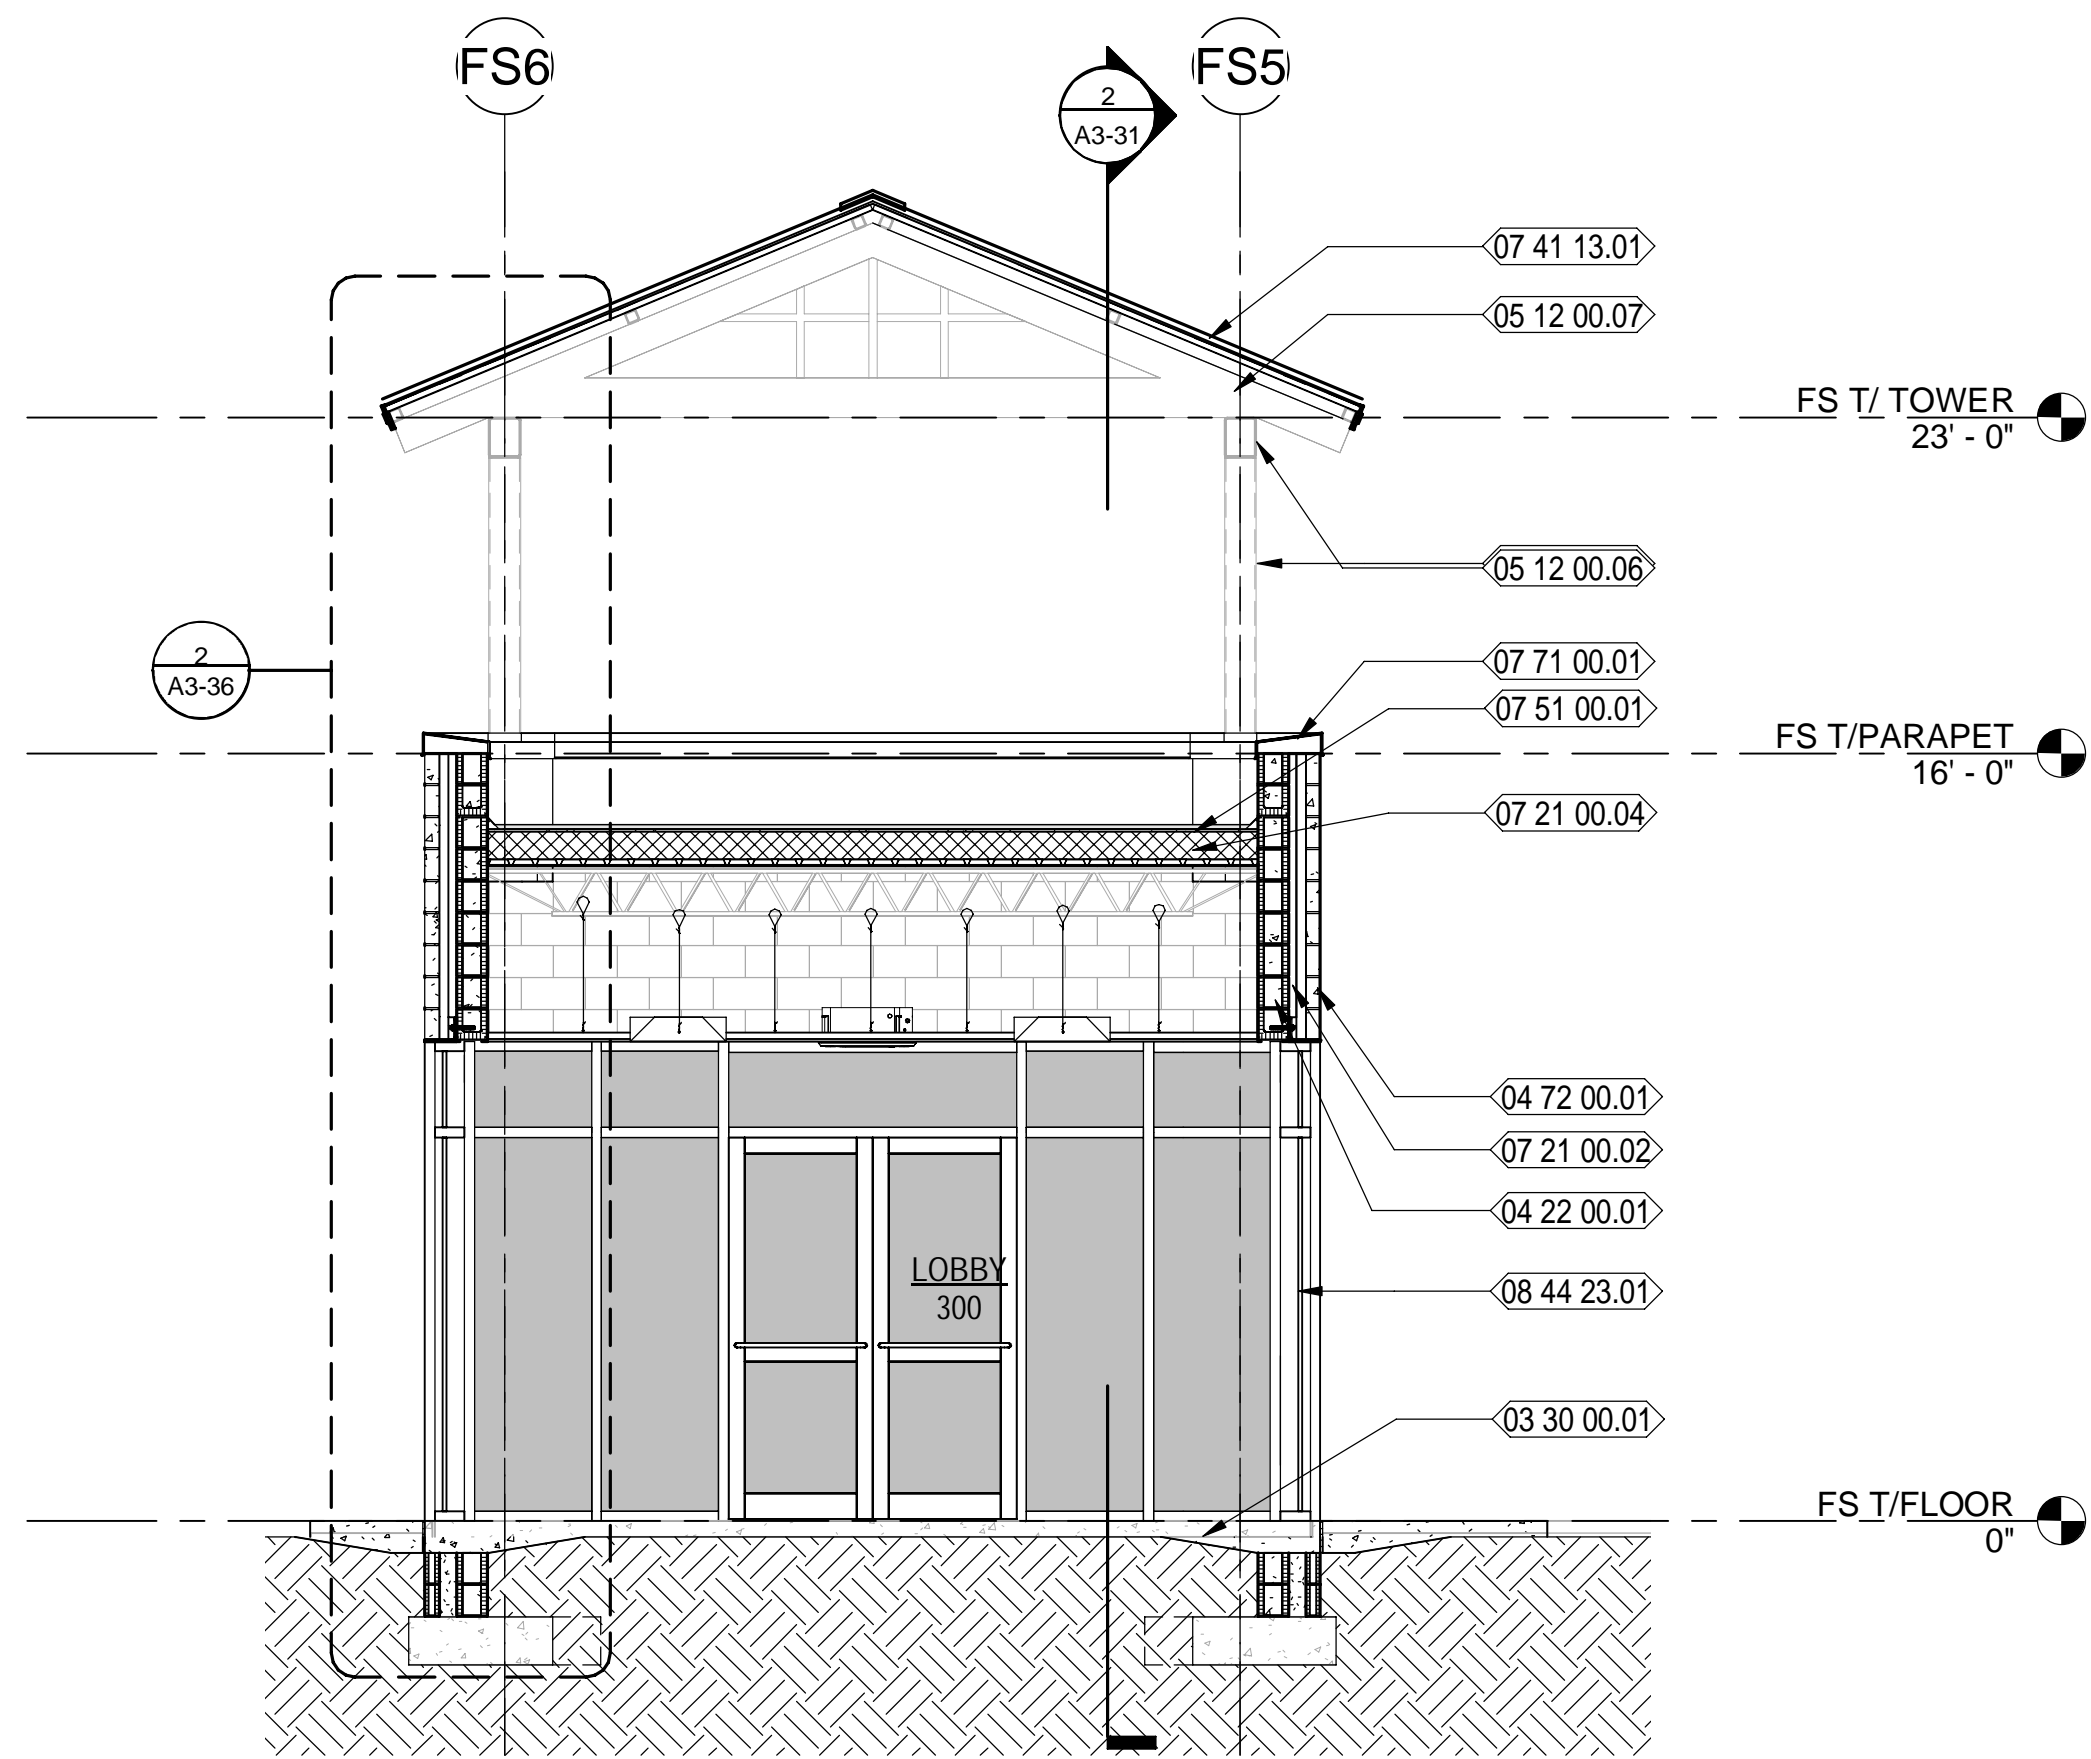 FS6
FS5
2
A3-31
07 41 13.01
05 12 00.07
FS T/ TOWER
23' - 0"
05 12 00.06
2
A3-36
07 71 00.01
07 51 00.01
FS T/PARAPET
16' - 0"
07 21 00.04
04 72 00.01
07 21 00.02
04 22 00.01
LOBBY
300
08 44 23.01
03 30 00.01
FS T/FLOOR
0"